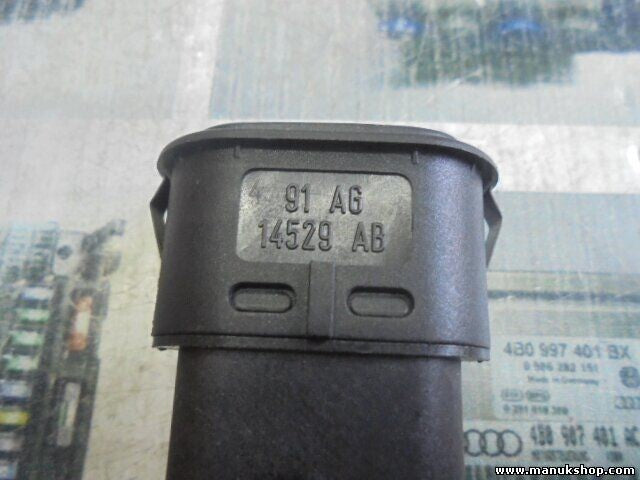 91 AG
14529 AB
4B0 997 401 BX
0 986 282 151
Made in Germany
4B0 907 401 AC
www.manukshop.com